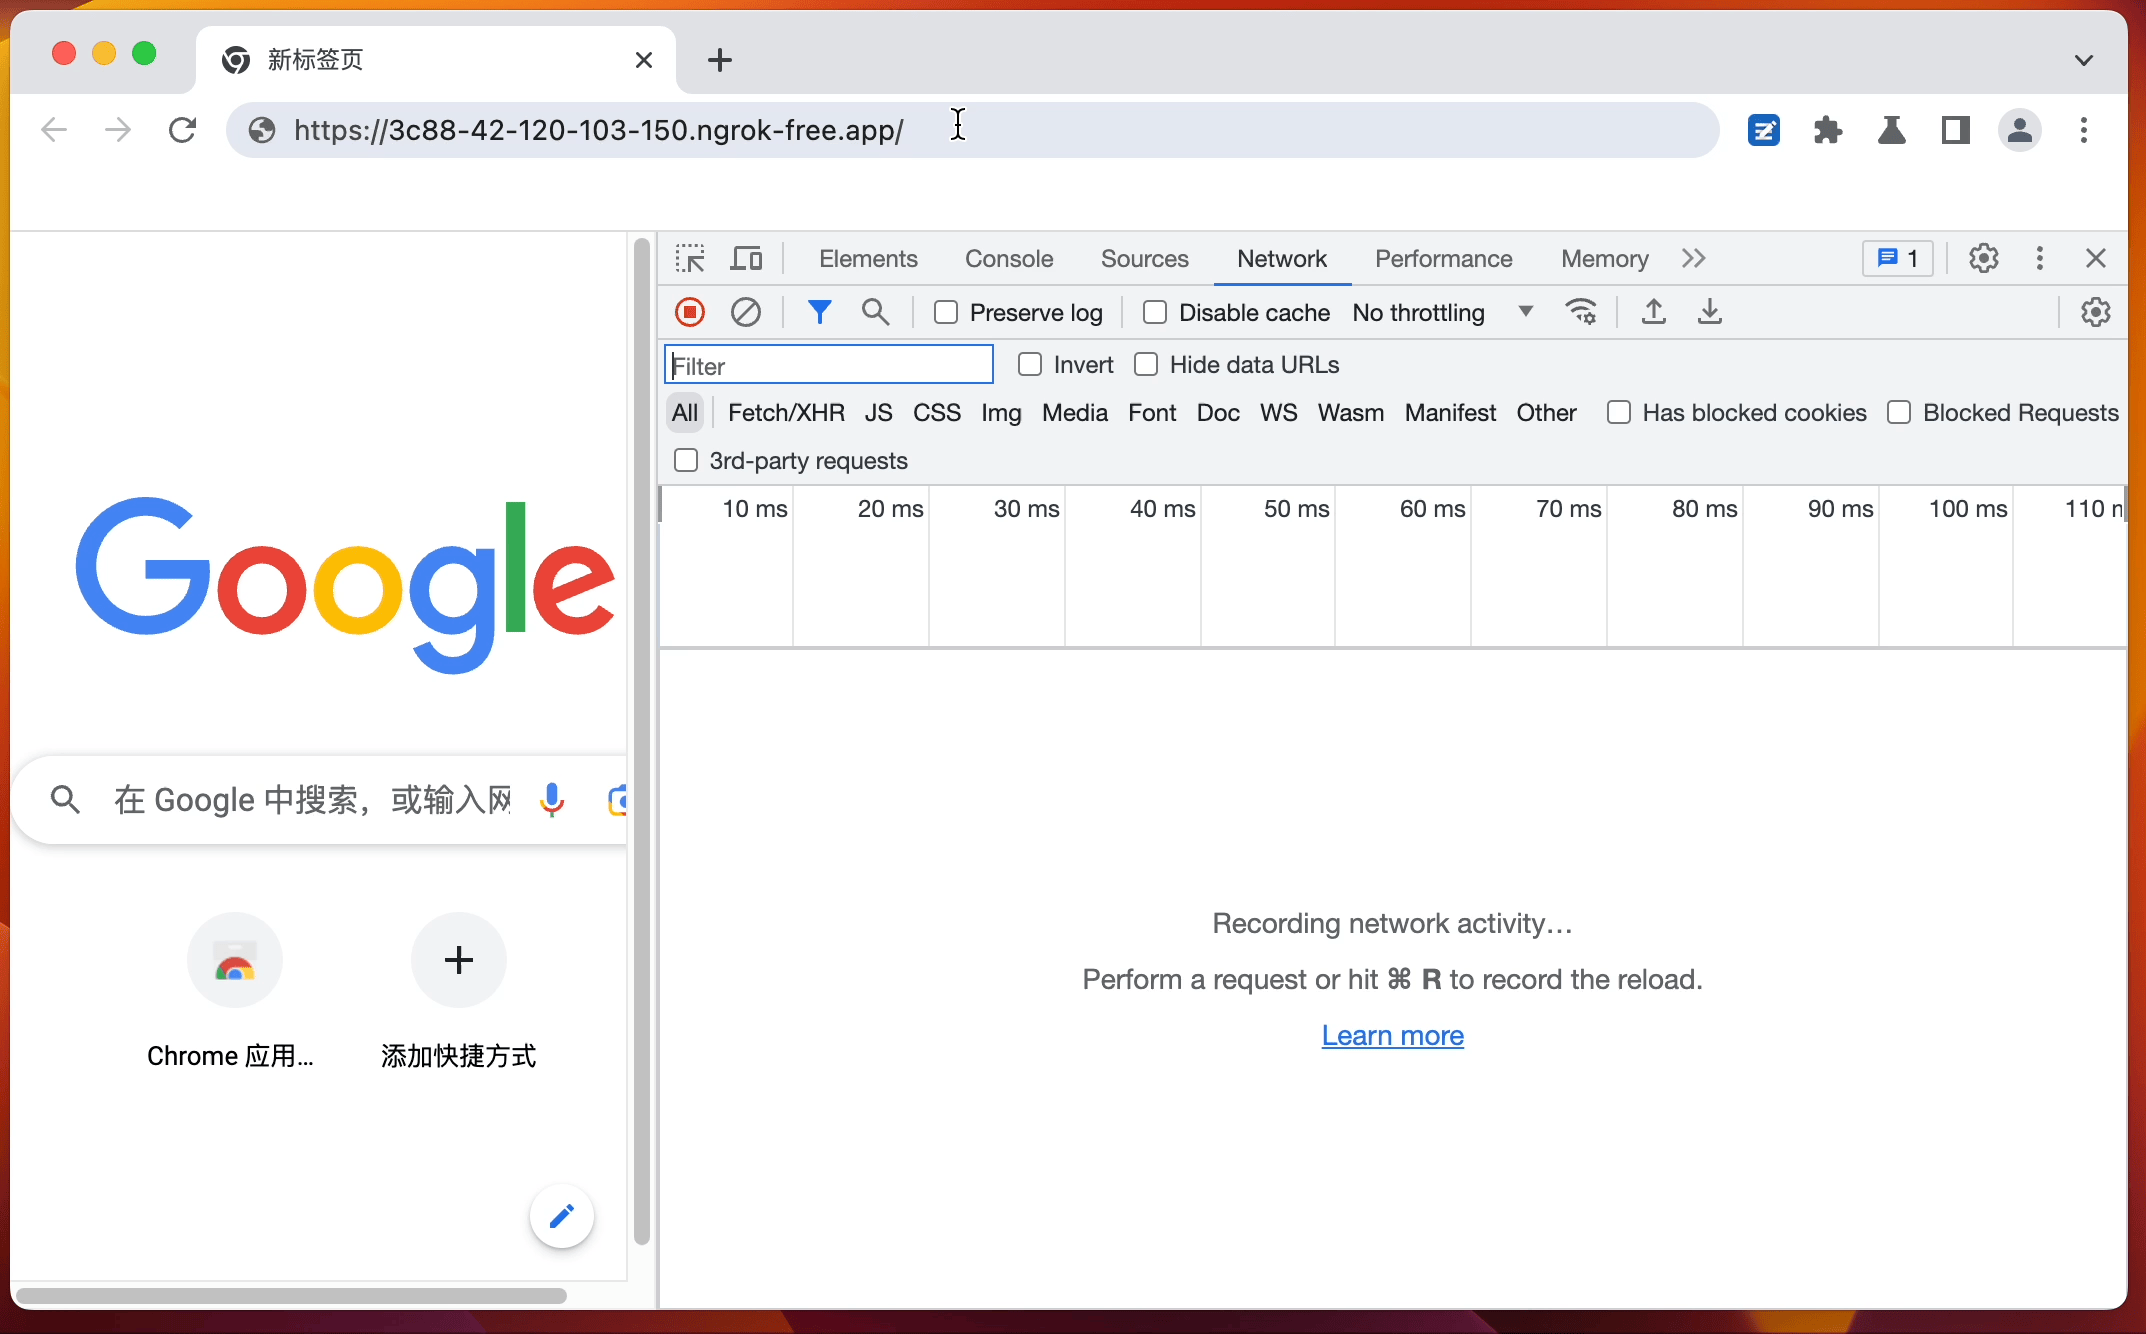 新标签页
https://3c88-42-120-103-150.ngrok-free.app/
Elements Console Sources Network Performance Memory 1
Preserve log Disable cache No throttling
Filter Invert Hide data URLs
All Fetch/XHR JS CSS Img Media Font Doc WS Wasm Manifest Other Has blocked cookies Blocked Requests
3rd-party requests
10 ms 20 ms 30 ms 40 ms 50 ms 60 ms 70 ms 80 ms 90 ms 100 ms 110
Google
在 Google 中搜索，或输入网
Chrome 应用... 添加快捷方式
Recording network activity…
Perform a request or hit ⌘ R to record the reload.
Learn more